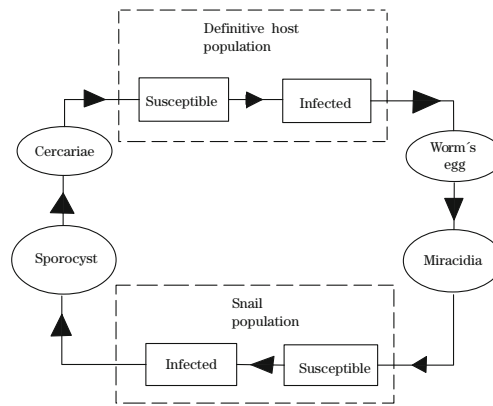 Definitive host
population
Susceptible
Infected
Cercariae
Worm´s
egg
Sporocyst
Miracidia
Snail
population
Infected
Susceptible